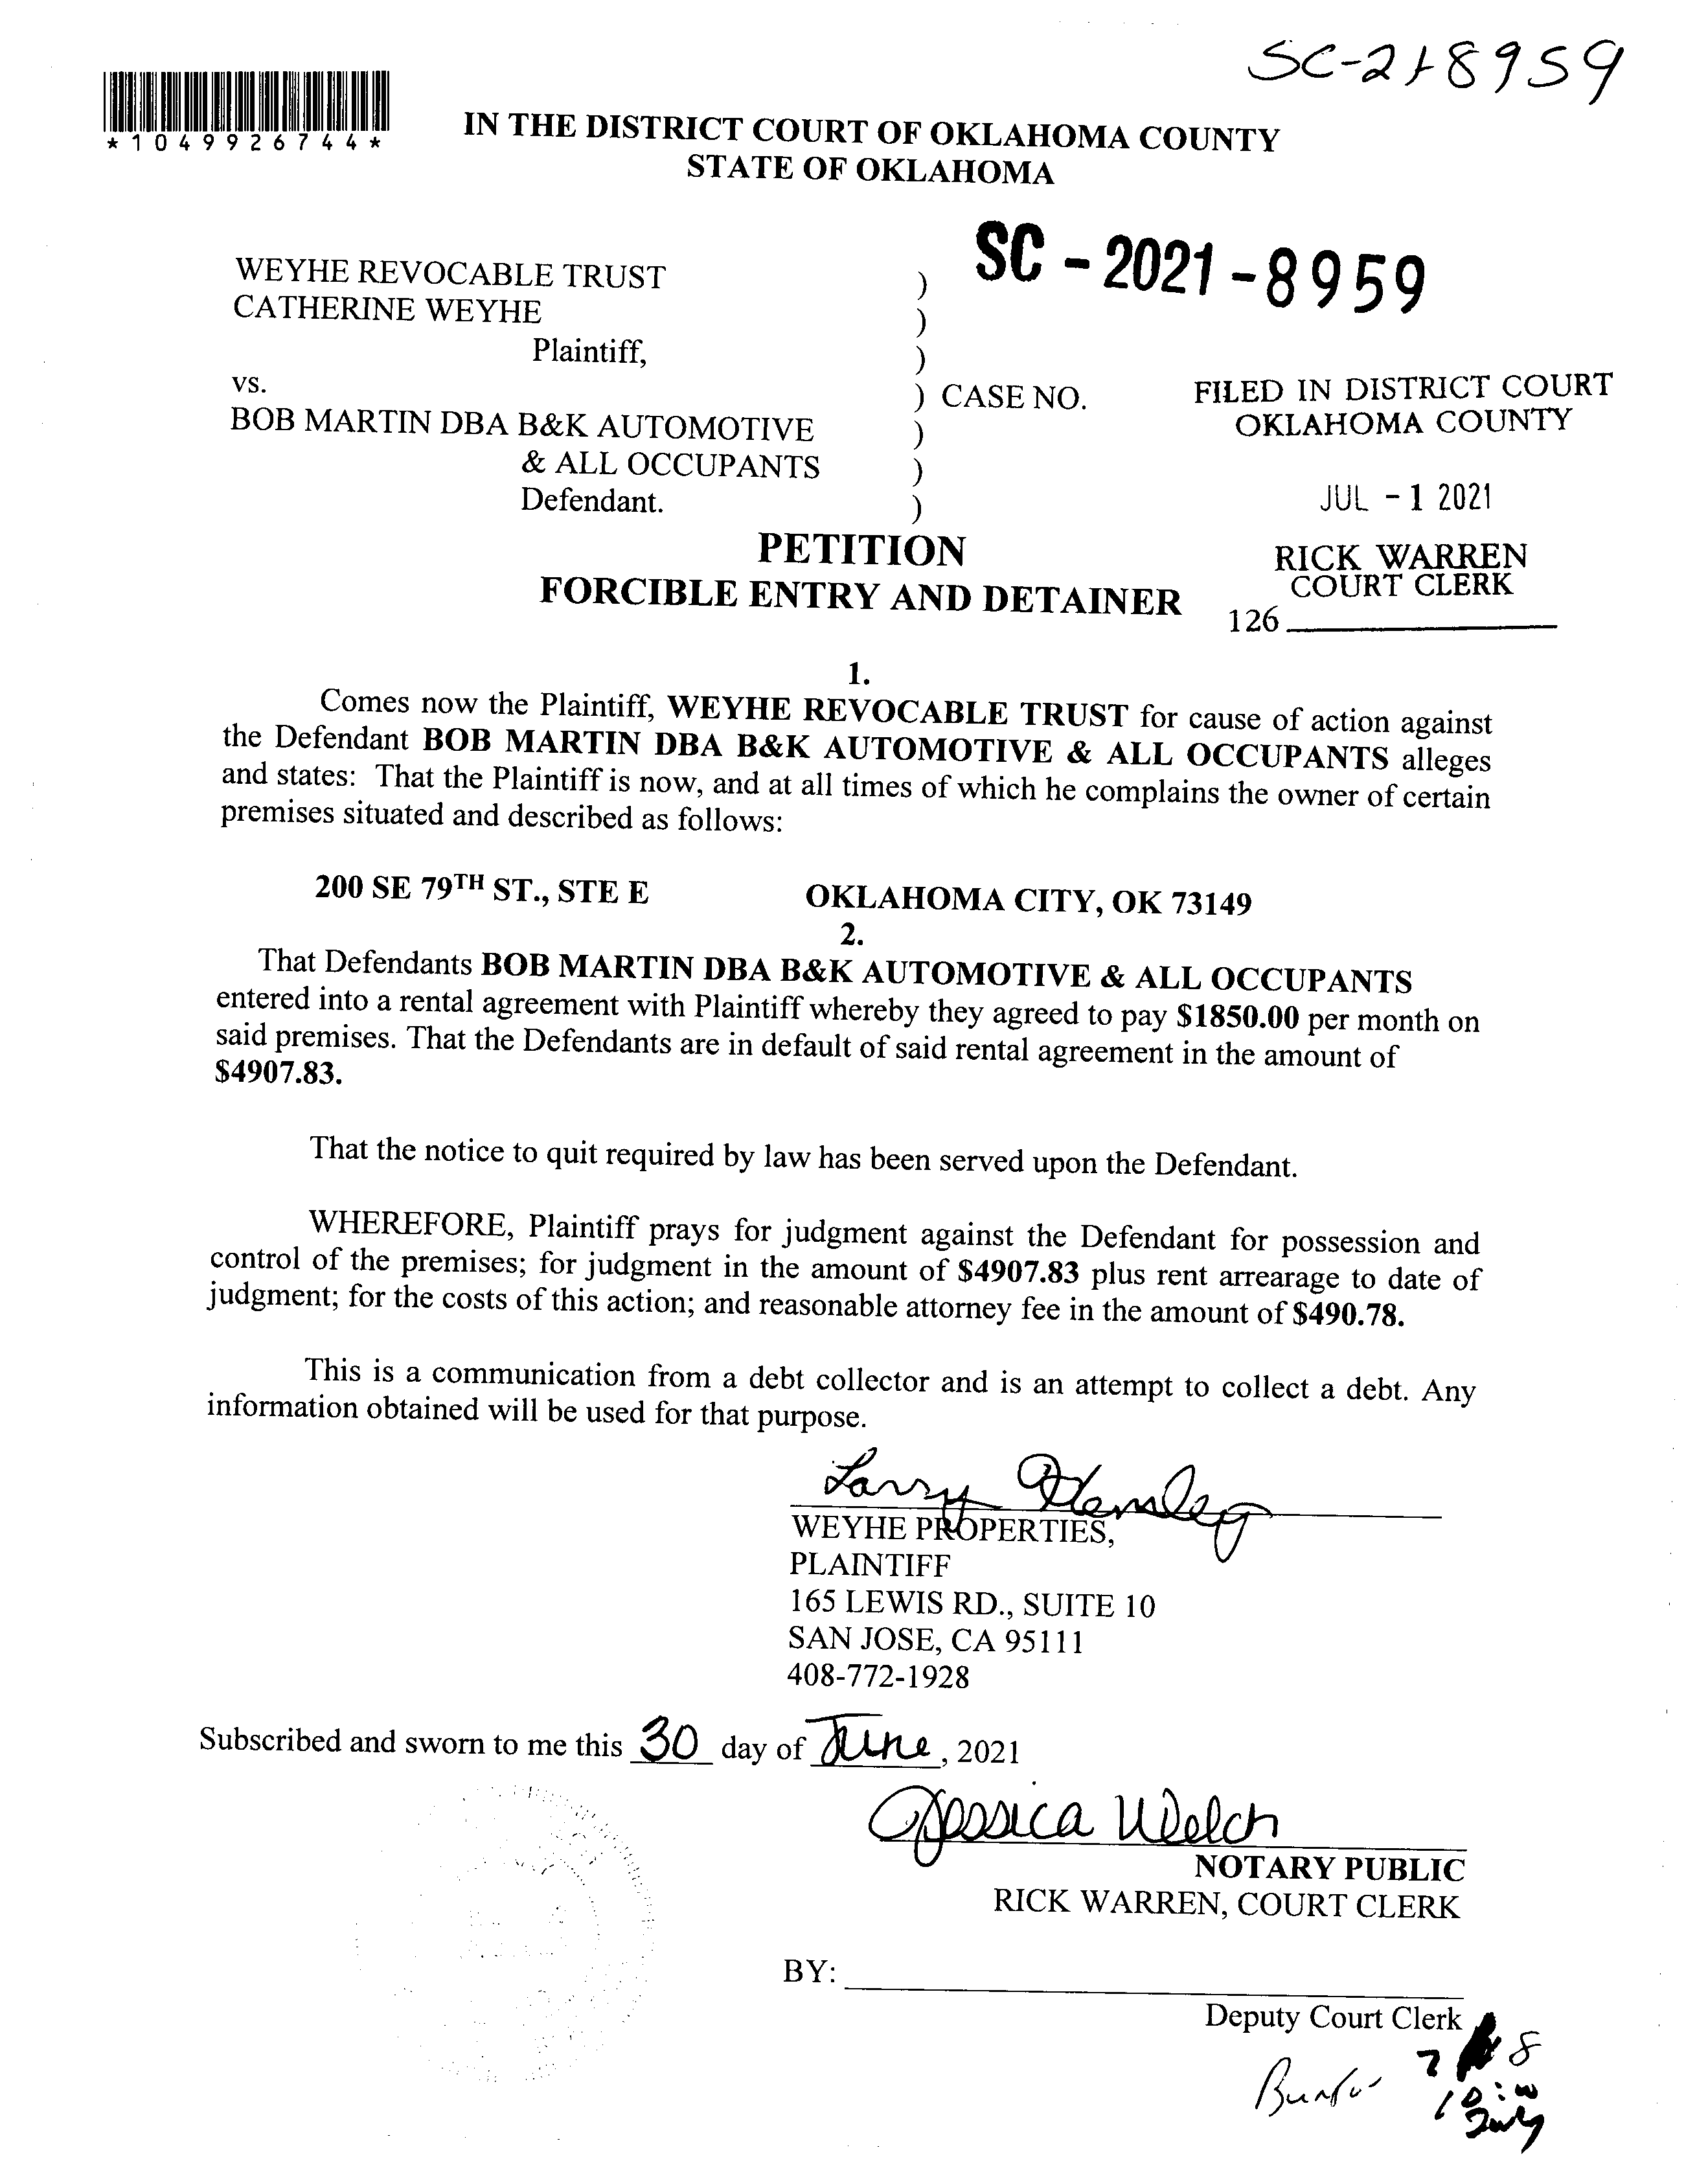 SC-218959
*1049926744*
IN THE DISTRICT COURT OF OKLAHOMA COUNTY
STATE OF OKLAHOMA
SC - 2021 - 8959
WEYHE REVOCABLE TRUST )
CATHERINE WEYHE )
Plaintiff, )
vs. ) CASE NO.
BOB MARTIN DBA B&K AUTOMOTIVE )
& ALL OCCUPANTS )
Defendant. )
FILED IN DISTRICT COURT
OKLAHOMA COUNTY
JUL - 1 2021
RICK WARREN
COURT CLERK
126
PETITION
FORCIBLE ENTRY AND DETAINER
1.
Comes now the Plaintiff, WEYHE REVOCABLE TRUST for cause of action against
the Defendant BOB MARTIN DBA B&K AUTOMOTIVE & ALL OCCUPANTS alleges
and states: That the Plaintiff is now, and at all times of which he complains the owner of certain
premises situated and described as follows:
200 SE 79TH ST., STE E OKLAHOMA CITY, OK 73149
2.
That Defendants BOB MARTIN DBA B&K AUTOMOTIVE & ALL OCCUPANTS
entered into a rental agreement with Plaintiff whereby they agreed to pay $1850.00 per month on
said premises. That the Defendants are in default of said rental agreement in the amount of
$4907.83.
That the notice to quit required by law has been served upon the Defendant.
WHEREFORE, Plaintiff prays for judgment against the Defendant for possession and
control of the premises; for judgment in the amount of $4907.83 plus rent arrearage to date of
judgment; for the costs of this action; and reasonable attorney fee in the amount of $490.78.
This is a communication from a debt collector and is an attempt to collect a debt. Any
information obtained will be used for that purpose.
Larry Hensley
WEYHE PROPERTIES,
PLAINTIFF
165 LEWIS RD., SUITE 10
SAN JOSE, CA 95111
408-772-1928
Subscribed and sworn to me this 30 day of June, 2021
Jessica Welch
NOTARY PUBLIC
RICK WARREN, COURT CLERK
BY:
Deputy Court Clerk
7 8